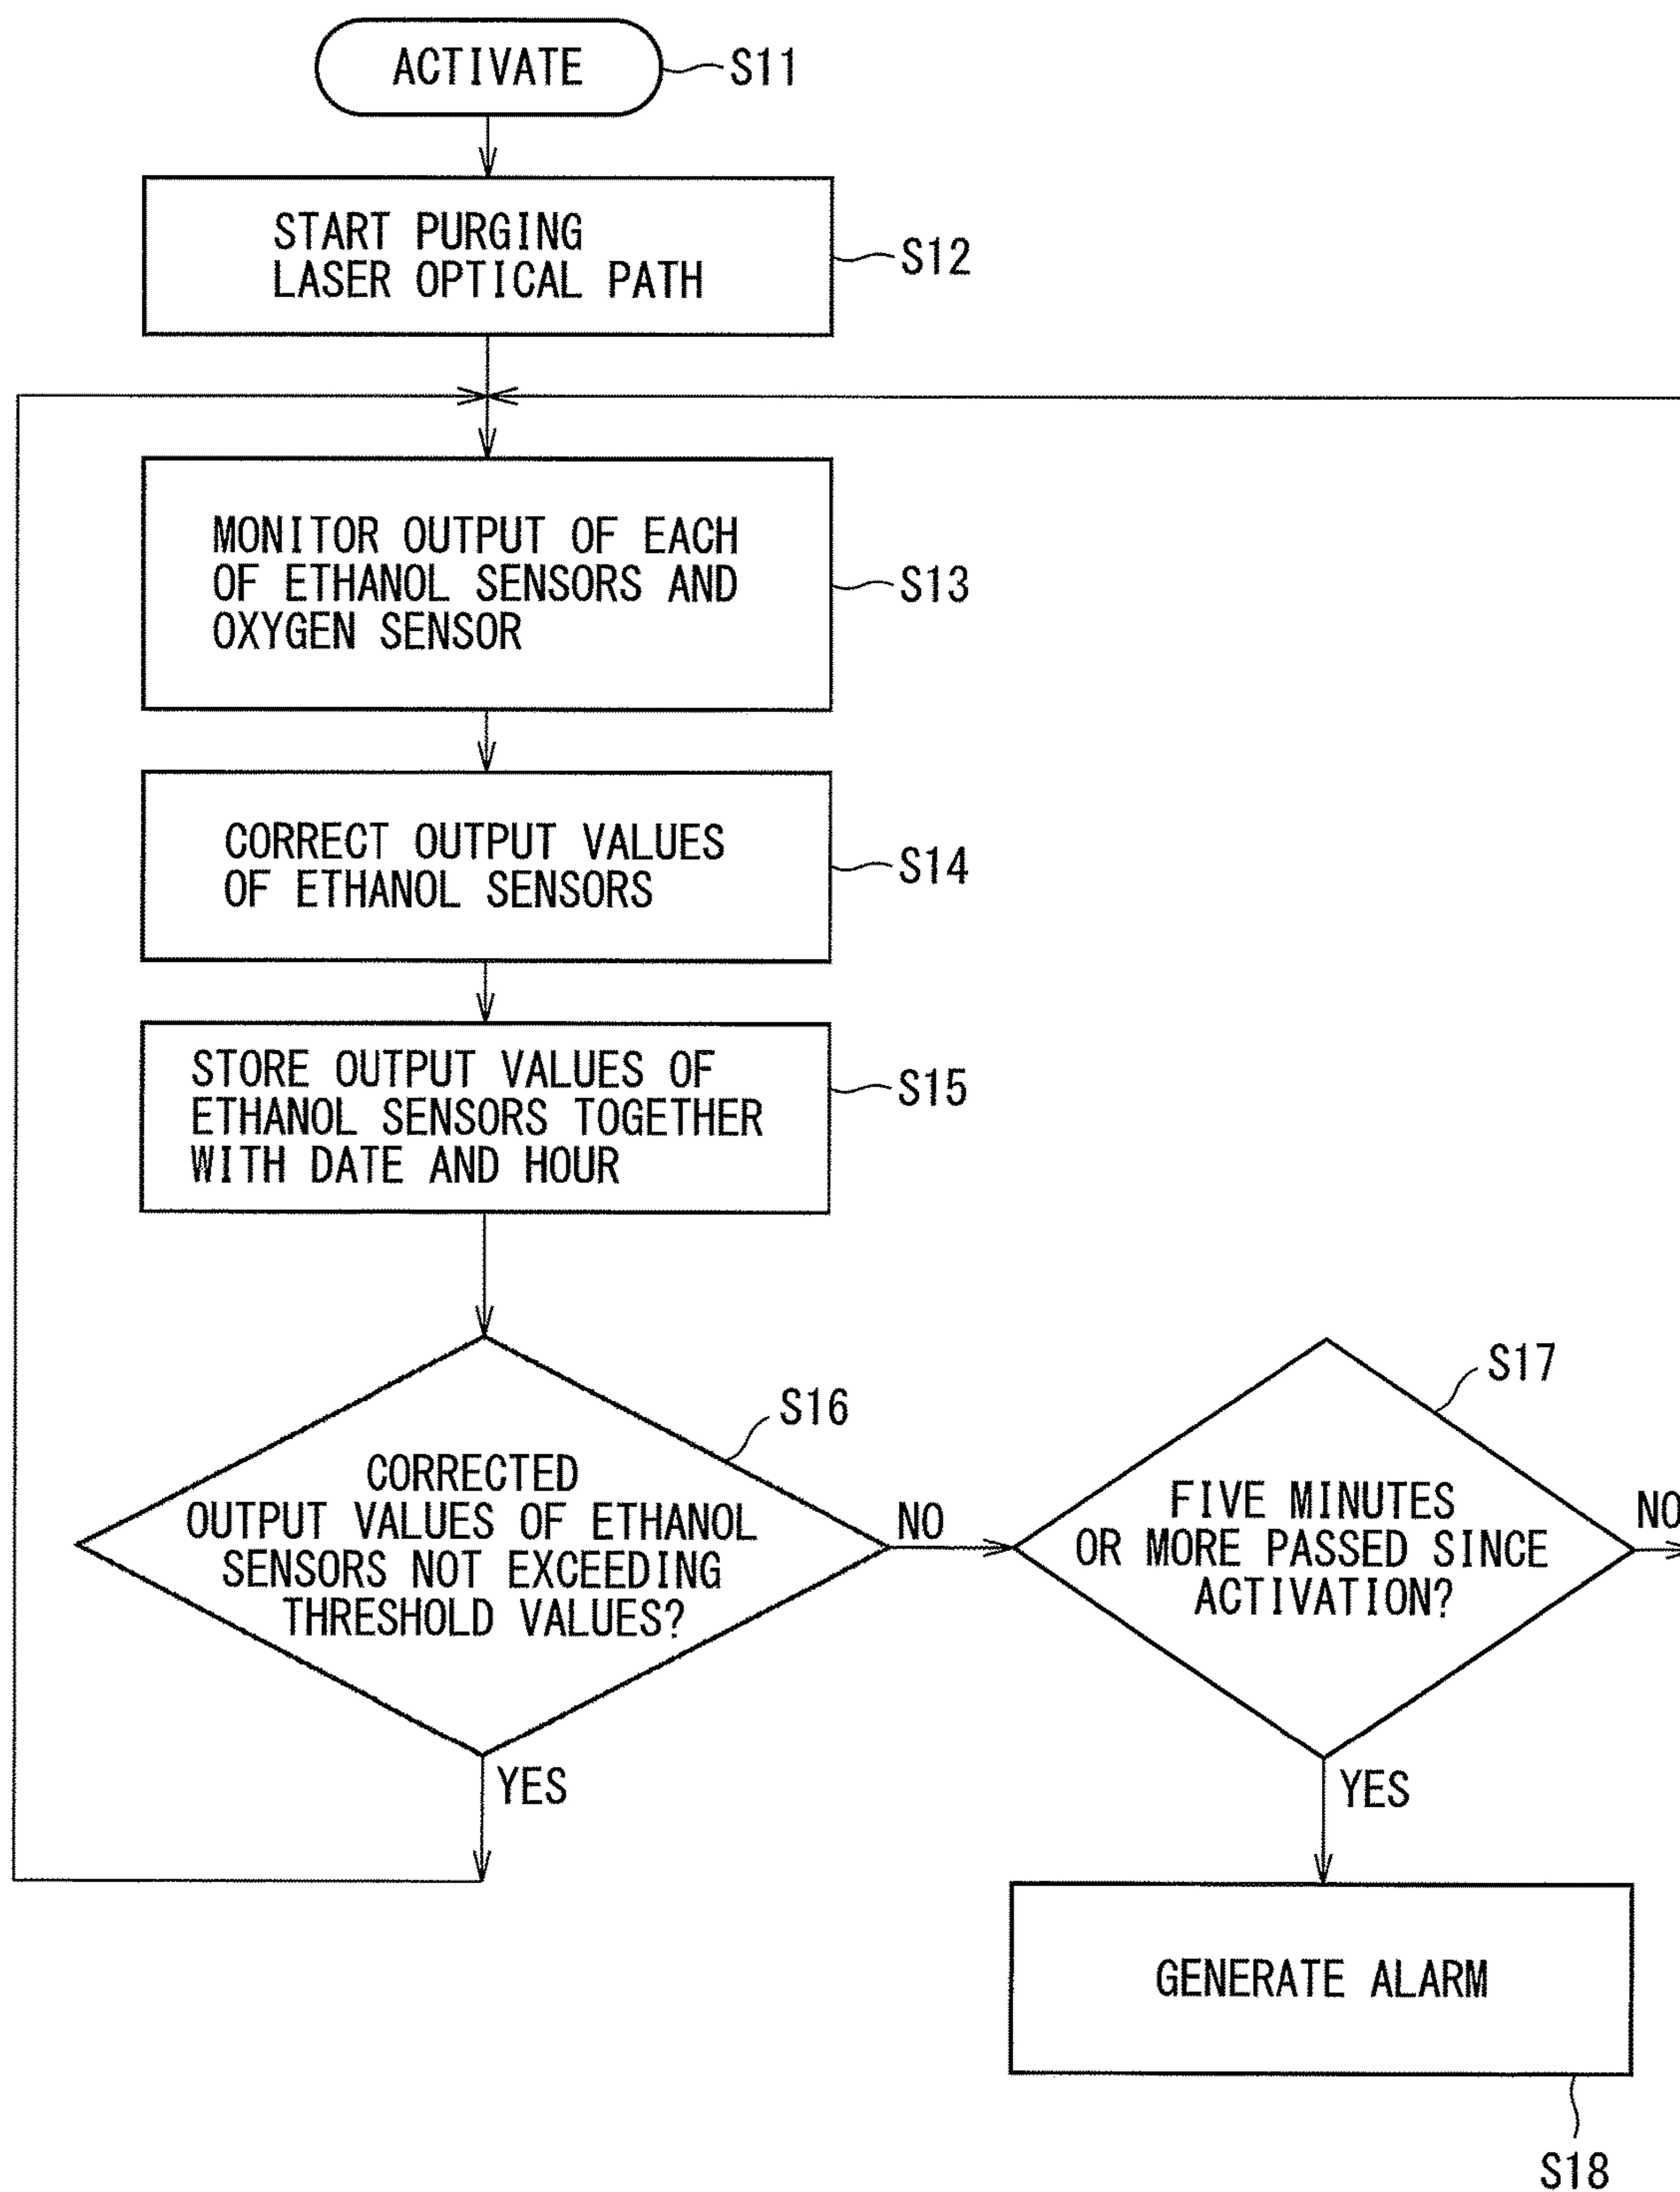 ACTIVATE
S11
START PURGING
LASER OPTICAL PATH
S12
MONITOR OUTPUT OF EACH
OF ETHANOL SENSORS AND
OXYGEN SENSOR
S13
CORRECT OUTPUT VALUES
OF ETHANOL SENSORS
S14
STORE OUTPUT VALUES OF
ETHANOL SENSORS TOGETHER
WITH DATE AND HOUR
S15
S16
CORRECTED
OUTPUT VALUES OF ETHANOL
SENSORS NOT EXCEEDING
THRESHOLD VALUES?
NO
YES
S17
FIVE MINUTES
OR MORE PASSED SINCE
ACTIVATION?
NO
YES
GENERATE ALARM
S18